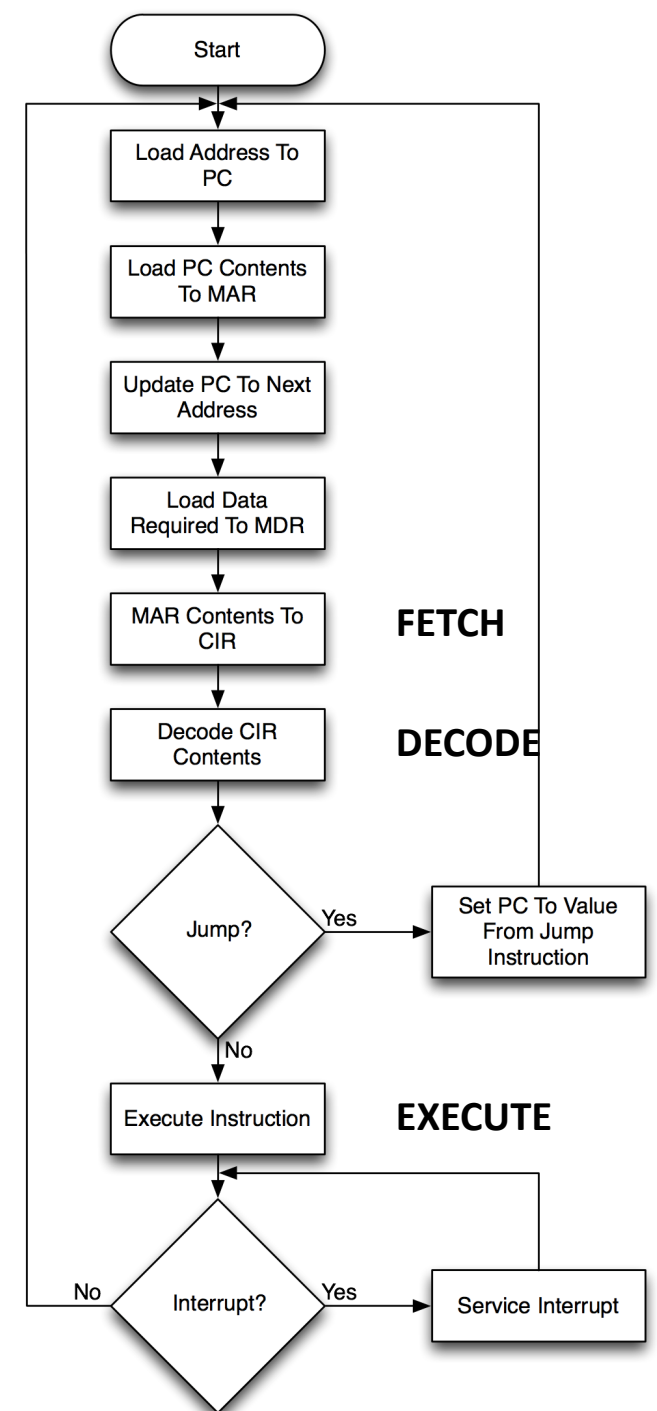 Start
Load Address To
PC
Load PC Contents
To MAR
Update PC To Next
Address
Load Data
Required To MDR
MAR Contents To
CIR
FETCH
Decode CIR
Contents
DECODE
Jump?
Yes
Set PC To Value
From Jump
Instruction
No
Execute Instruction
EXECUTE
No
Interrupt?
Yes
Service Interrupt